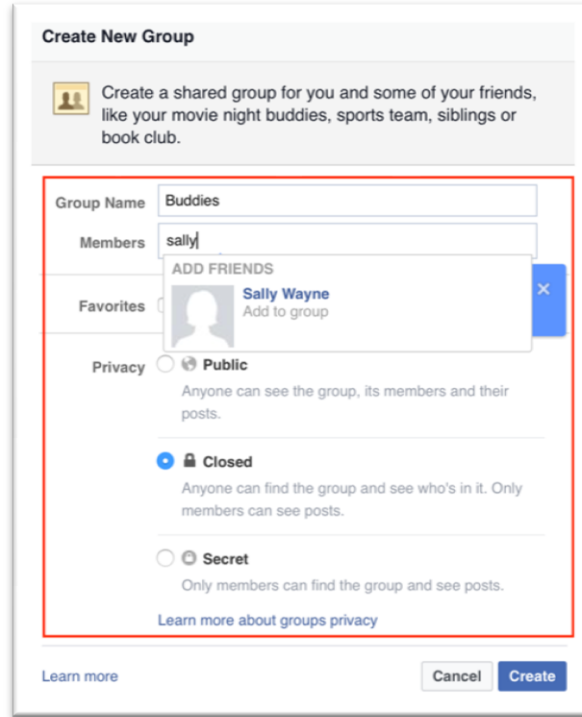 Create New Group
Create a shared group for you and some of your friends,
like your movie night buddies, sports team, siblings or
book club.
Group Name Buddies
Members sally
ADD FRIENDS
Sally Wayne
Add to group
Favorites
Privacy Public
Anyone can see the group, its members and their
posts.
Closed
Anyone can find the group and see who's in it. Only
members can see posts.
Secret
Only members can find the group and see posts.
Learn more about groups privacy
Learn more Cancel Create